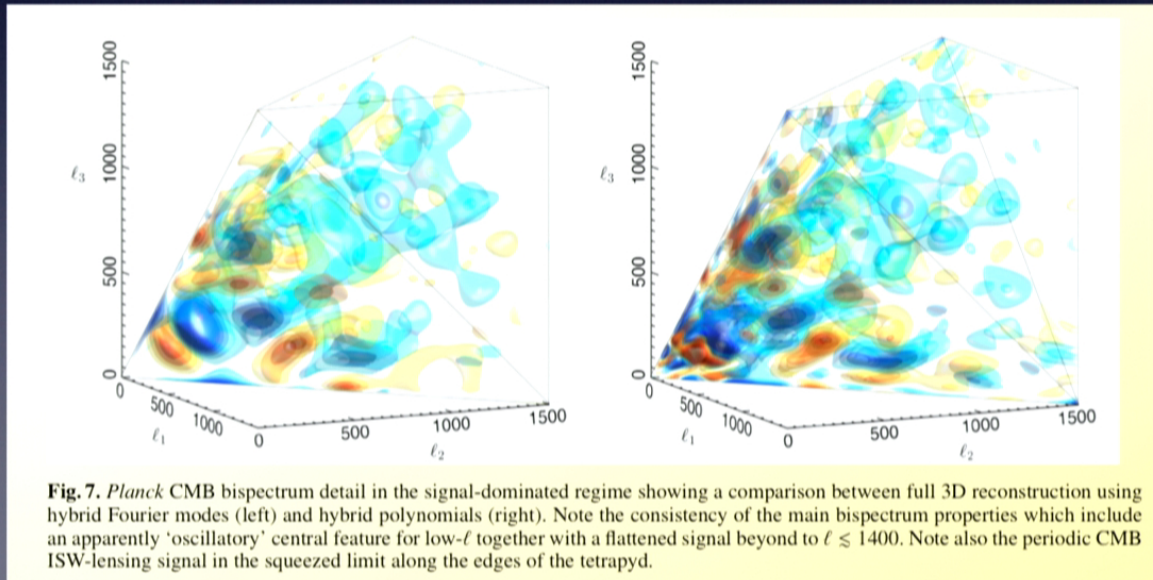 1500
1000
500
0
ℓ3
0
500
1000
ℓ1
0
500
1000
1500
ℓ2
1500
1000
500
0
ℓ3
0
500
1000
ℓ1
0
500
1000
1500
ℓ2
Fig. 7. Planck CMB bispectrum detail in the signal-dominated regime showing a comparison between full 3D reconstruction using
hybrid Fourier modes (left) and hybrid polynomials (right). Note the consistency of the main bispectrum properties which include
an apparently ‘oscillatory’ central feature for low-ℓ together with a flattened signal beyond to ℓ ≲ 1400. Note also the periodic CMB
ISW-lensing signal in the squeezed limit along the edges of the tetrapyd.